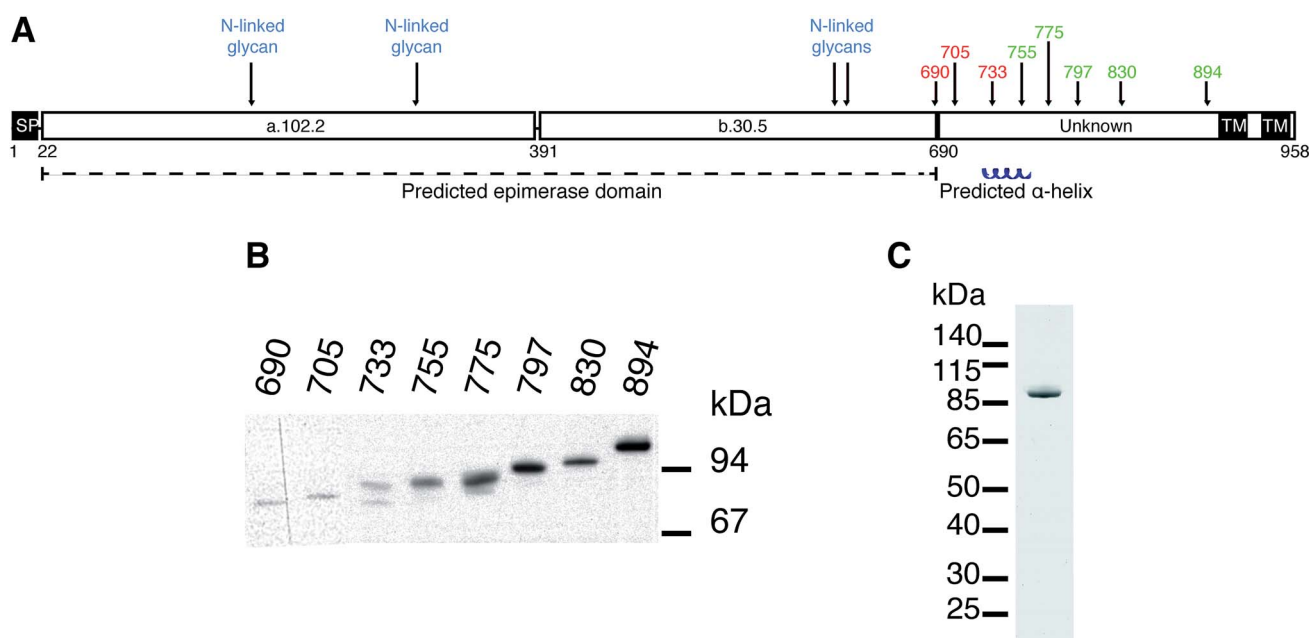 A
N-linked
glycan
N-linked
glycan
N-linked
glycans
775
705 755
690 733 797 830 894
SP a.102.2 b.30.5 Unknown TM TM
1 22 391 690 958
Predicted epimerase domain Predicted α-helix
B
C
kDa
690 705 733 755 775 797 830 894
kDa
94
67
140
115
85
65
50
40
30
25